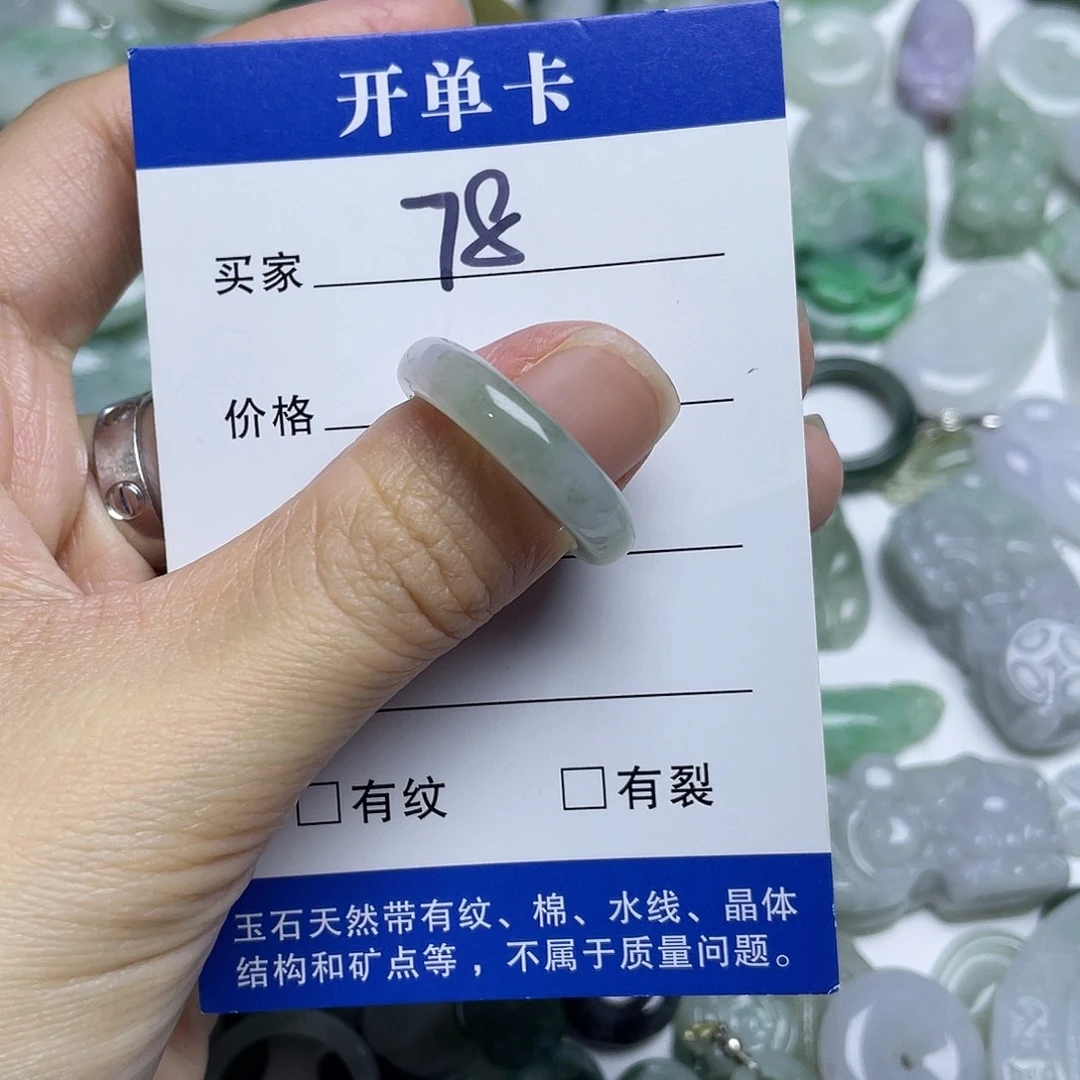 开单卡
78
买家
价格
□有纹 □有裂
玉石天然带有纹、棉、水线、晶体
结构和矿点等，不属于质量问题。